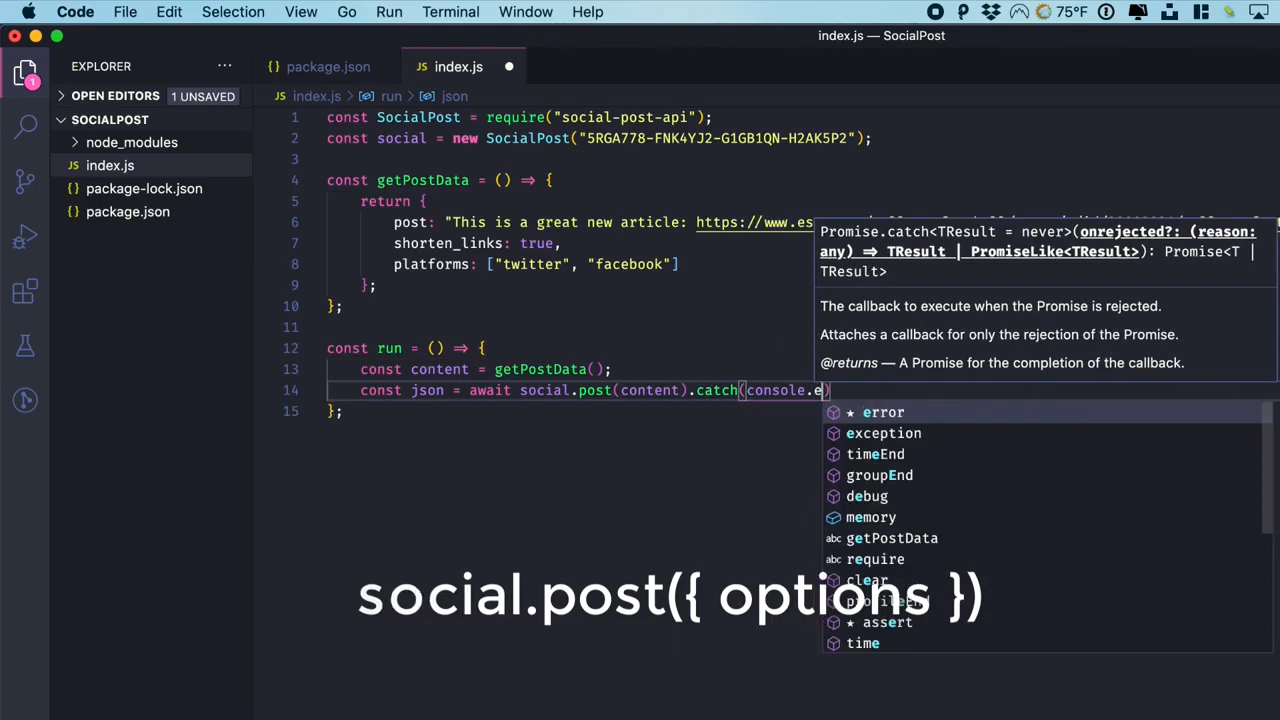 Code File Edit Selection View Go Run Terminal Window Help 75°F
index.js — SocialPost
EXPLORER
package.json
index.js
OPEN EDITORS 1 UNSAVED
index.js > run > json
SOCIALPOST
node_modules
index.js
package-lock.json
package.json
1
1 const SocialPost = require("social-post-api");
2 const social = new SocialPost("5RGA778-FNK4YJ2-G1GB1QN-H2AK5P2");
3
4 const getPostData = () => {
5 return {
6 post: "This is a great new article: https://www.es
7 shorten_links: true,
8 platforms: ["twitter", "facebook"]
9 };
10 };
11
12 const run = () => {
13 const content = getPostData();
14 const json = await social.post(content).catch(console.e)
15 };
Promise.catch<TResult = never>(onrejected?: (reason:
any) => TResult | PromiseLike<TResult>): Promise<T |
TResult>
The callback to execute when the Promise is rejected.
Attaches a callback for only the rejection of the Promise.
@returns — A Promise for the completion of the callback.
★ error
exception
timeEnd
groupEnd
debug
memory
abc getPostData
abc require
clear
profileEnd
★ assert
time
social.post({ options })